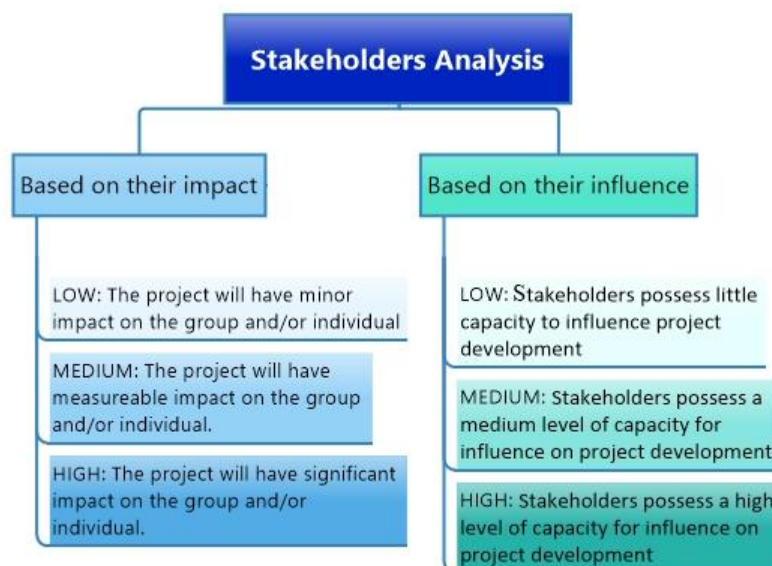 Stakeholders Analysis
Based on their impact
LOW: The project will have minor
impact on the group and/or individual
MEDIUM: The project will have
measureable impact on the group
and/or individual.
HIGH: The project will have significant
impact on the group and/or
individual.
Based on their influence
LOW: Stakeholders possess little
capacity to influence project
development
MEDIUM: Stakeholders possess a
medium level of capacity for
influence on project development
HIGH: Stakeholders possess a high
level of capacity for influence on
project development